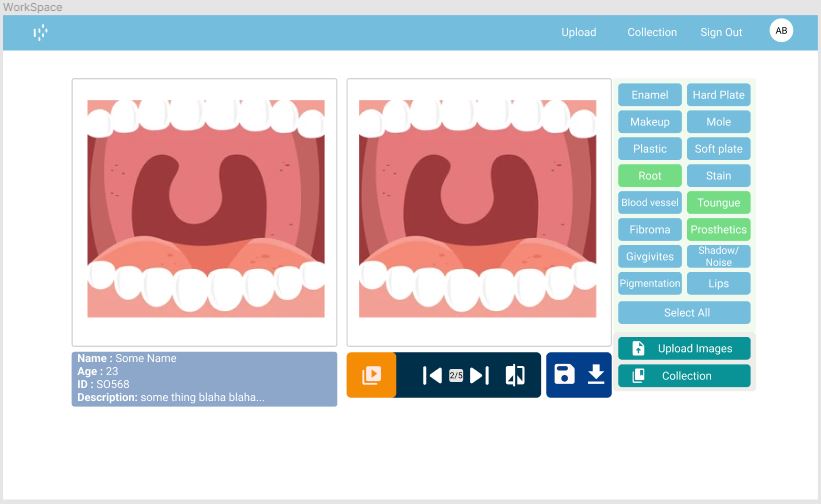 WorkSpace
Upload Collection Sign Out AB
Enamel Hard Plate
Makeup Mole
Plastic Soft plate
Root Stain
Blood vessel Toungue
Fibroma Prosthetics
Givgivites Shadow/
Noise
Pigmentation Lips
Select All
Upload Images
Collection
Name : Some Name
Age : 23
ID : SO568
Description: some thing blaha blaha...
2/5